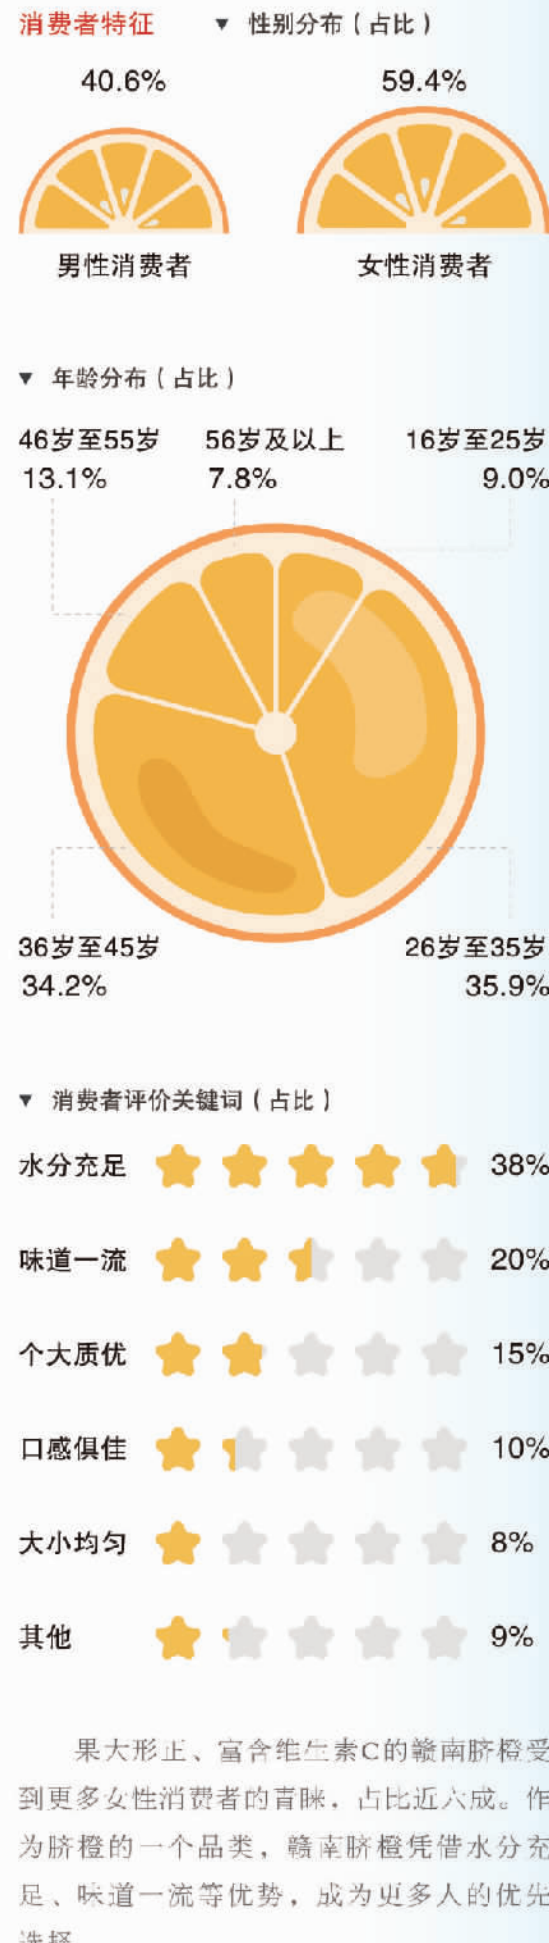 消费者特征 ▼ 性别分布（占比）
40.6% 59.4%
男性消费者 女性消费者
▼ 年龄分布（占比）
46岁至55岁 56岁及以上 16岁至25岁
13.1% 7.8% 9.0%
36岁至45岁 26岁至35岁
34.2% 35.9%
▼ 消费者评价关键词（占比）
水分充足 38%
味道一流 20%
个大质优 15%
口感俱佳 10%
大小均匀 8%
其他 9%
果大形正、富含维生素C的赣南脐橙受
到更多女性消费者的青睐，占比近六成。作
为脐橙的一个品类，赣南脐橙凭借水分充
足、味道一流等优势，成为更多人的优先
选择